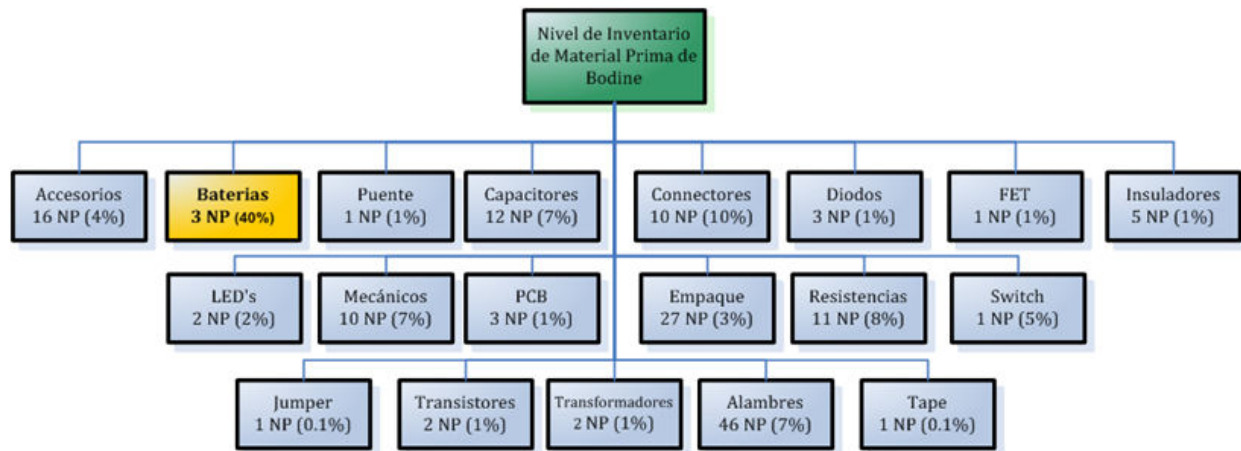 Nivel de Inventario
de Material Prima de
Bodine
Accesorios
16 NP (4%)
Baterias
3 NP (40%)
Puente
1 NP (1%)
Capacitores
12 NP (7%)
Connectores
10 NP (10%)
Diodos
3 NP (1%)
FET
1 NP (1%)
Insuladores
5 NP (1%)
LED's
2 NP (2%)
Mecánicos
10 NP (7%)
PCB
3 NP (1%)
Empaque
27 NP (3%)
Resistencias
11 NP (8%)
Switch
1 NP (5%)
Jumper
1 NP (0.1%)
Transistores
2 NP (1%)
Transformadores
2 NP (1%)
Alambres
46 NP (7%)
Tape
1 NP (0.1%)